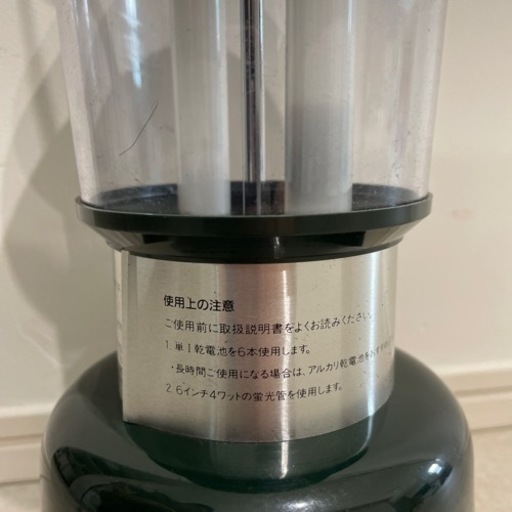 使用上の注意
ご使用前に取扱説明書をよくお読みください。
1.単1乾電池を6本使用します。
・長時間ご使用になる場合は、アルカリ乾電池を
2.6インチ4ワットの蛍光管を使用します。